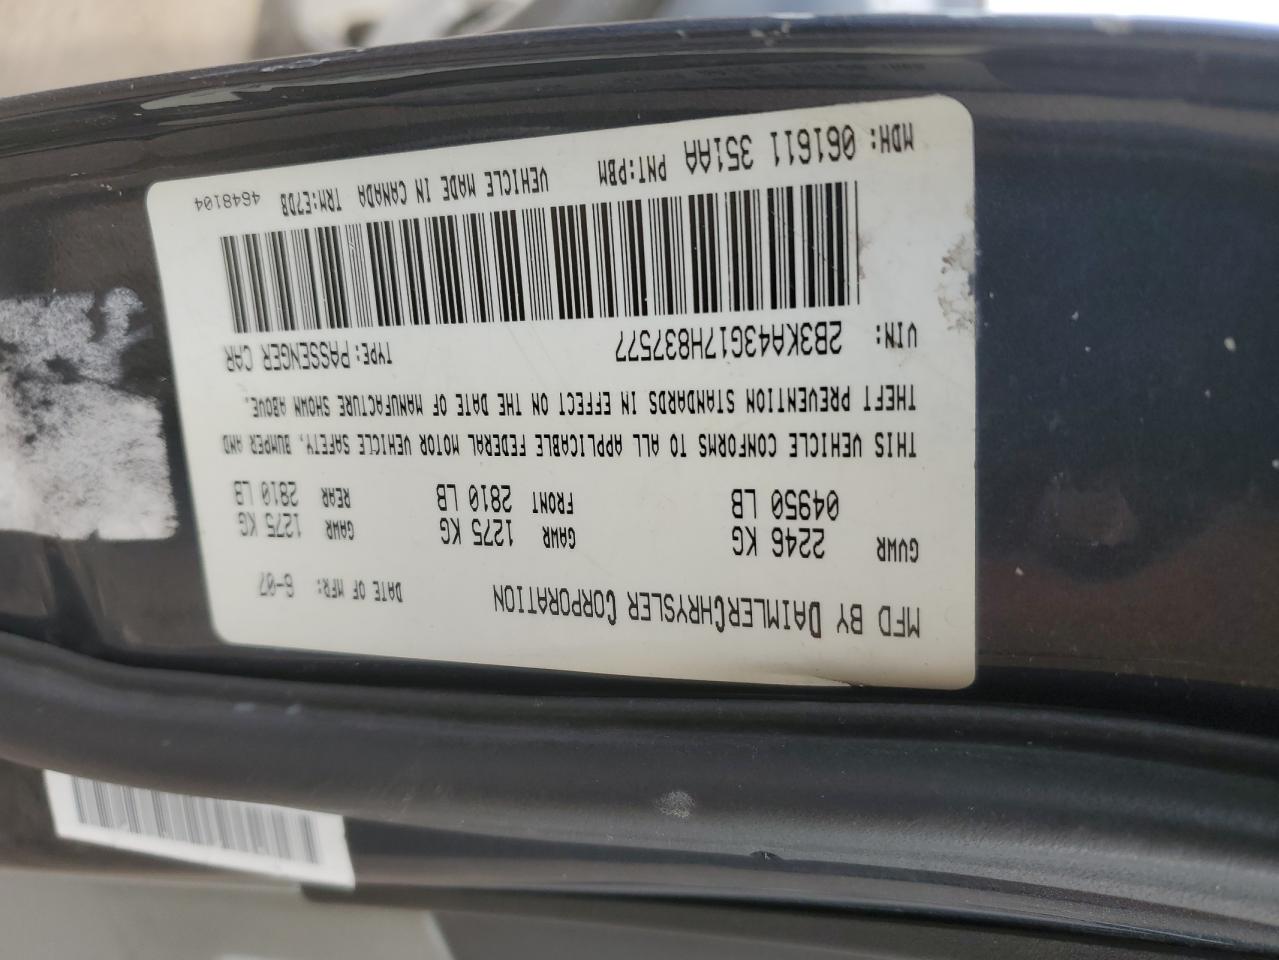 MFD BY DAIMLERCHRYSLER CORPORATION DATE OF MFR: 6-07
GVWR 2246 KG GAWR 1275 KG GAWR 1275 KG
04950 LB FRONT 2810 LB REAR 2810 LB
THIS VEHICLE CONFORMS TO ALL APPLICABLE FEDERAL MOTOR VEHICLE SAFETY, BUMPER AND
THEFT PREVENTION STANDARDS IN EFFECT ON THE DATE OF MANUFACTURE SHOWN ABOVE.
VIN: 2B3KA43G17H837577 TYPE: PASSENGER CAR
MDH: 061611 351AA PNT:PBM VEHICLE MADE IN CANADA TRM:E7D8 4648104